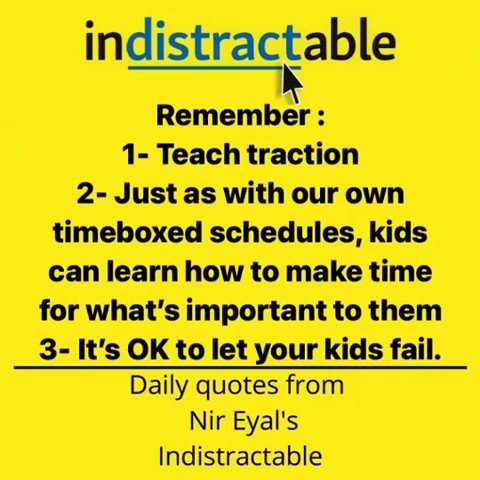 indistractable
Remember :
1- Teach traction
2- Just as with our own
timeboxed schedules, kids
can learn how to make time
for what’s important to them
3- It’s OK to let your kids fail.
Daily quotes from
Nir Eyal's
Indistractable